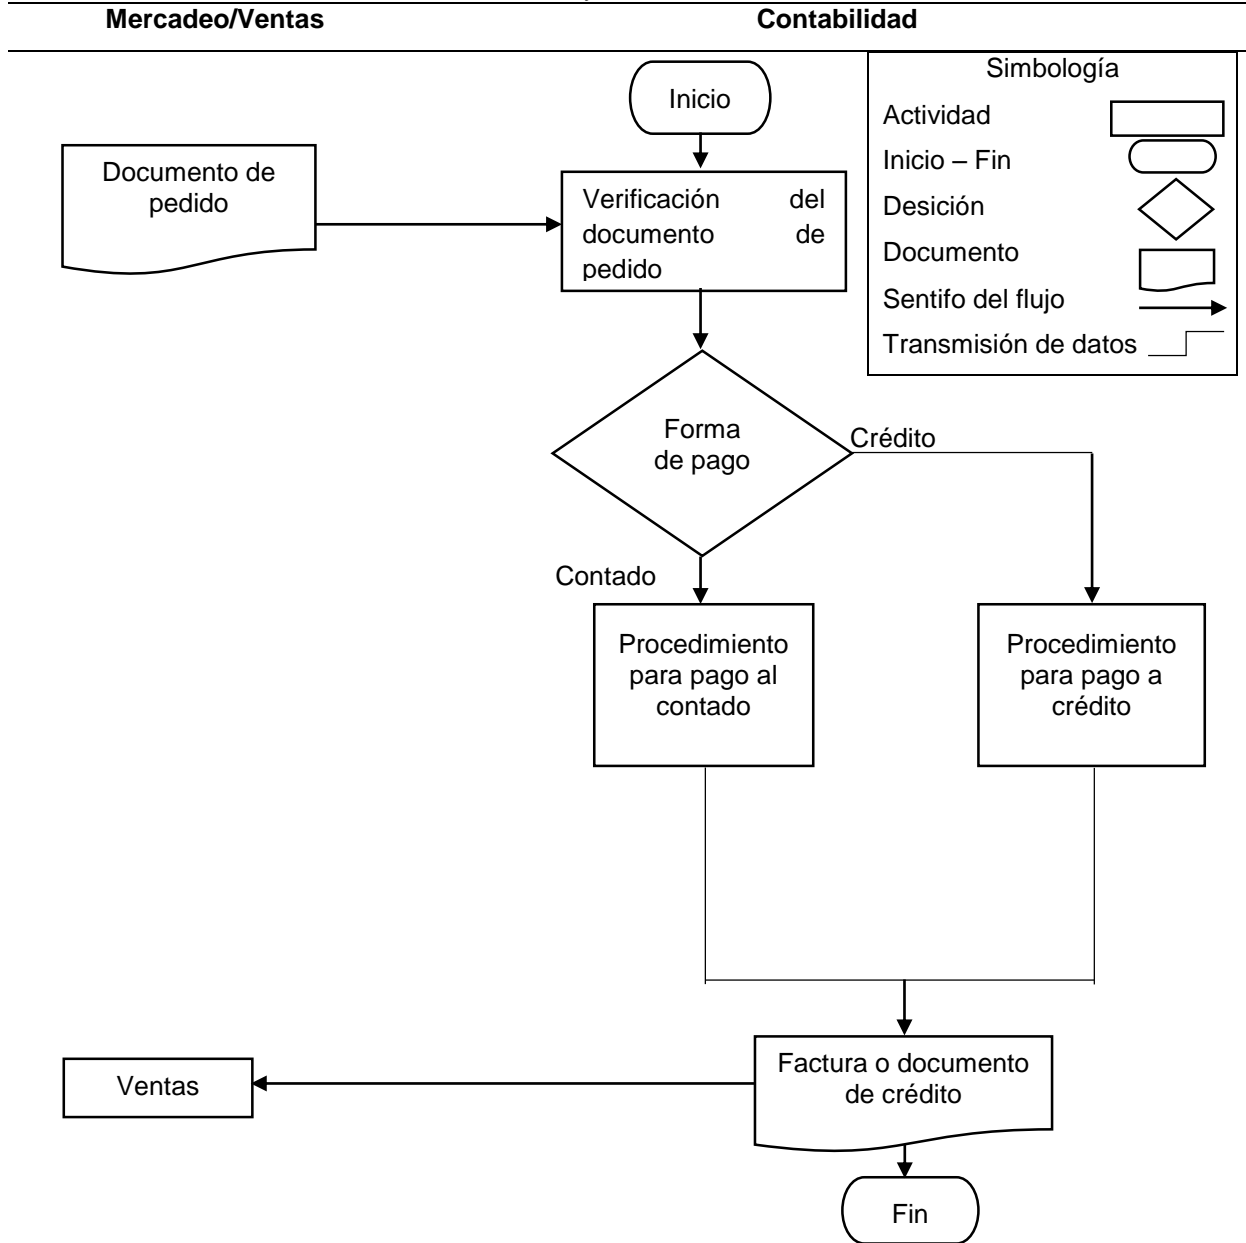 Mercadeo/Ventas
Contabilidad
Simbología
Actividad
Inicio – Fin
Desición
Documento
Sentifo del flujo
Transmisión de datos
Inicio
Documento de
pedido
Verificación del
documento de
pedido
Forma
de pago
Crédito
Contado
Procedimiento
para pago al
contado
Procedimiento
para pago a
crédito
Factura o documento
de crédito
Ventas
Fin